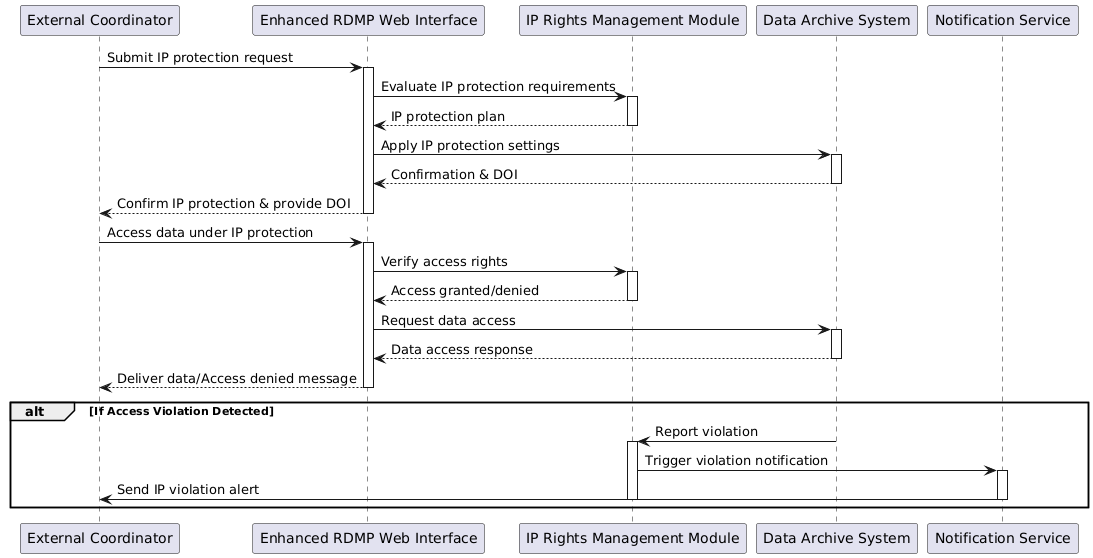 External Coordinator
Enhanced RDMP Web Interface
IP Rights Management Module
Data Archive System
Notification Service
Submit IP protection request
Evaluate IP protection requirements
IP protection plan
Apply IP protection settings
Confirmation & DOI
Confirm IP protection & provide DOI
Access data under IP protection
Verify access rights
Access granted/denied
Request data access
Data access response
Deliver data/Access denied message
alt
[If Access Violation Detected]
Report violation
Trigger violation notification
Send IP violation alert
External Coordinator
Enhanced RDMP Web Interface
IP Rights Management Module
Data Archive System
Notification Service